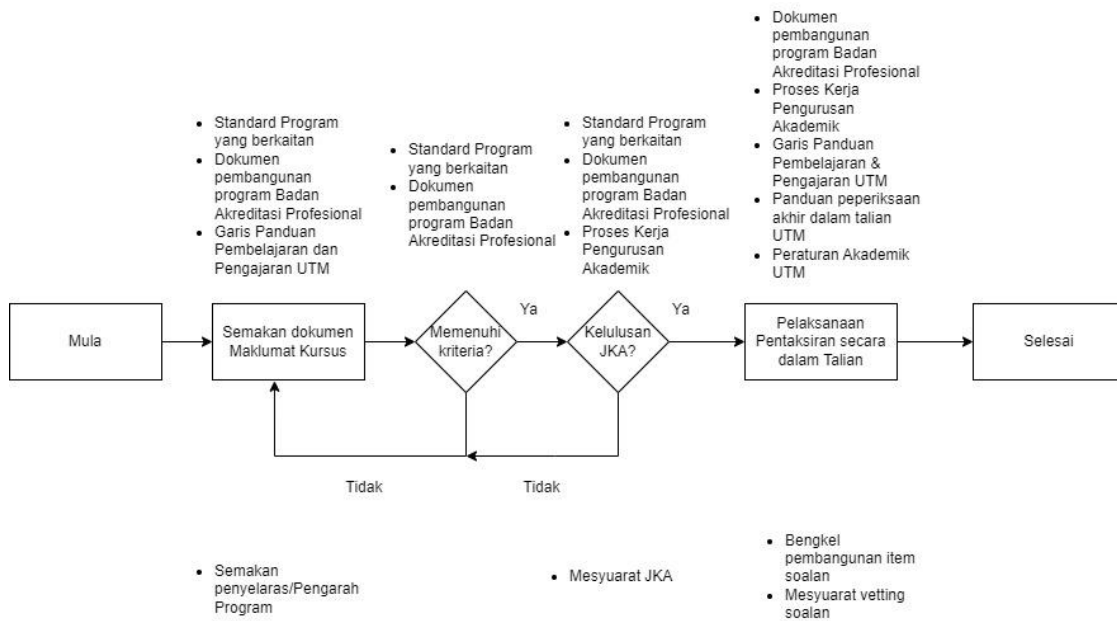 Standard Program
yang berkaitan
Dokumen
pembangunan
program Badan
Akreditasi Profesional
Garis Panduan
Pembelajaran dan
Pengajaran UTM
Standard Program
yang berkaitan
Dokumen
pembangunan
program Badan
Akreditasi Profesional
Standard Program
yang berkaitan
Dokumen
pembangunan
program Badan
Akreditasi Profesional
Proses Kerja
Pengurusan
Akademik
Dokumen
pembangunan
program Badan
Akreditasi Profesional
Proses Kerja
Pengurusan
Akademik
Garis Panduan
Pembelajaran &
Pengajaran UTM
Panduan peperiksaan
akhir dalam talian
UTM
Peraturan Akademik
UTM
Mula
Semakan dokumen
Maklumat Kursus
Memenuhi
kriteria?
Ya
Kelulusan
JKA?
Ya
Pelaksanaan
Pentaksiran secara
dalam Talian
Selesai
Tidak
Tidak
Semakan
penyelaras/Pengarah
Program
Mesyuarat JKA
Bengkel
pembangunan item
soalan
Mesyuarat vetting
soalan